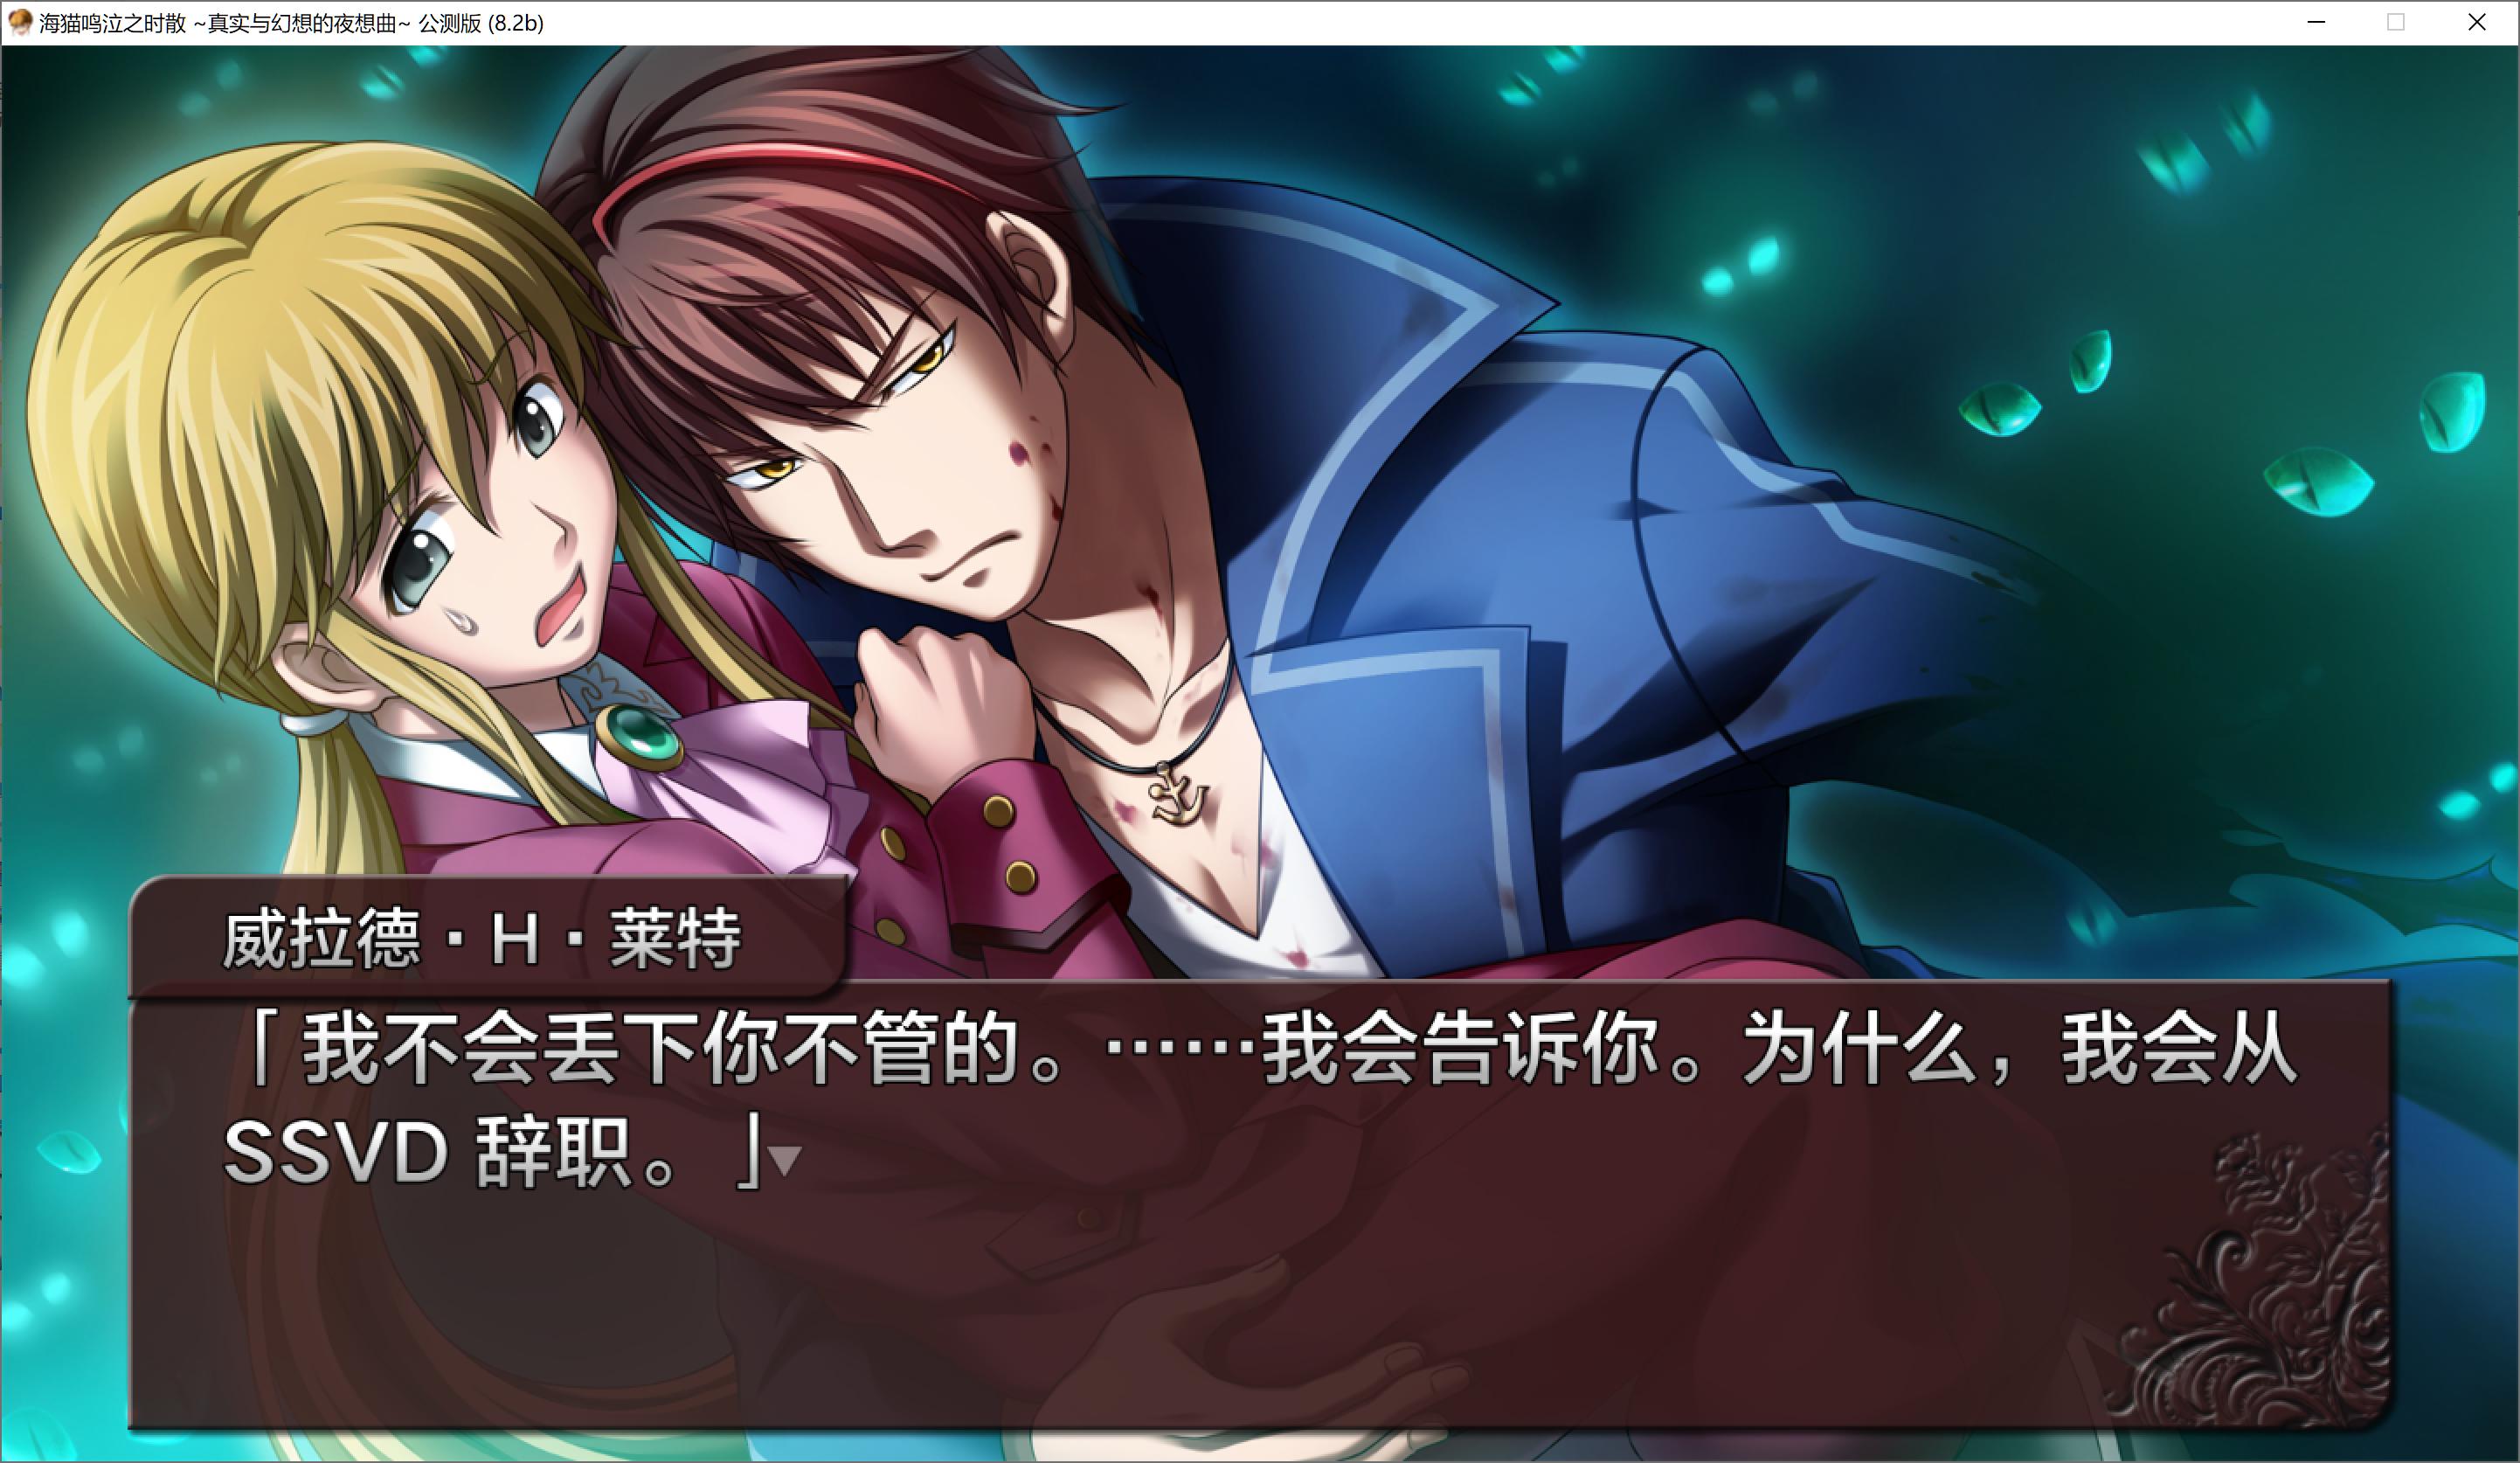 海猫鸣泣之时散 ~真实与幻想的夜想曲~ 公测版 (8.2b)
威拉德·H·莱特
「我不会丢下你不管的。……我会告诉你。为什么，我会从
SSVD 辞职。」